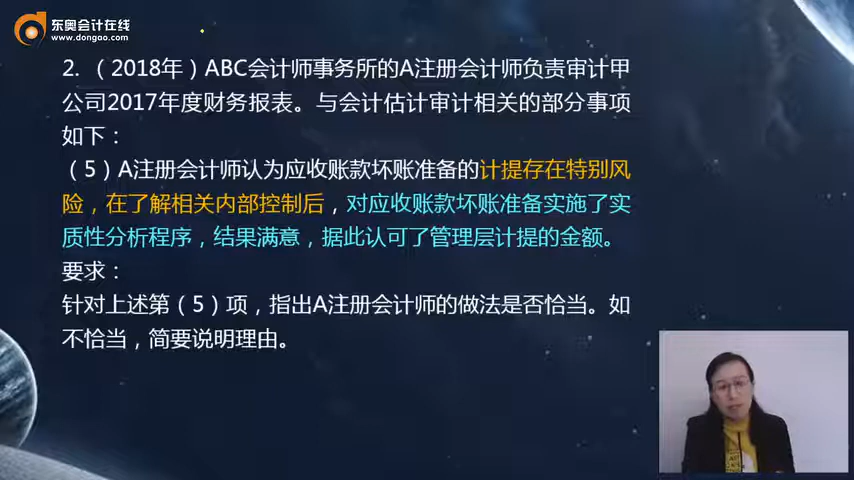 东奥会计在线
www.dongao.com
2. （2018年）ABC会计师事务所的A注册会计师负责审计甲
公司2017年度财务报表。与会计估计审计相关的部分事项
如下：
（5）A注册会计师认为应收账款坏账准备的计提存在特别风
险，在了解相关内部控制后，对应收账款坏账准备实施了实
质性分析程序，结果满意，据此认可了管理层计提的金额。
要求：
针对上述第（5）项，指出A注册会计师的做法是否恰当。如
不恰当，简要说明理由。